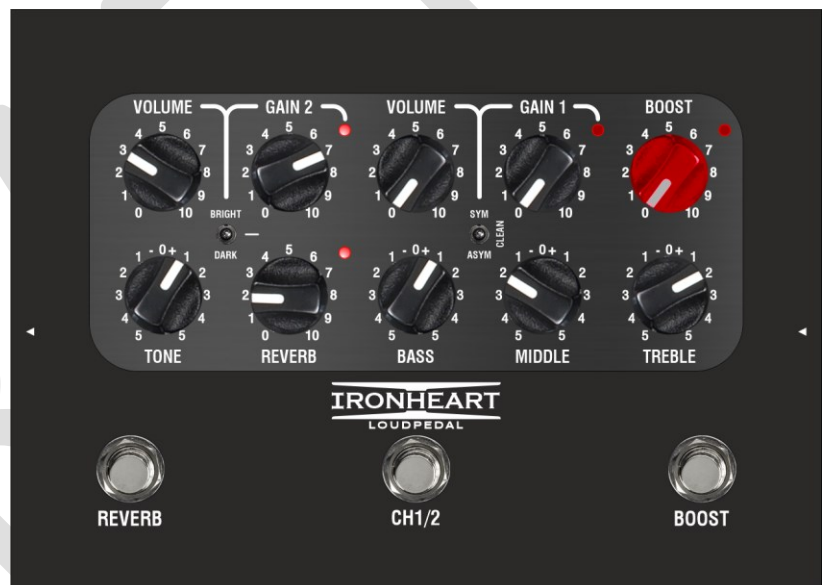 VOLUME
0 1 2 3 4 5 6 7 8 9 10
GAIN 2
0 1 2 3 4 5 6 7 8 9 10
VOLUME
0 1 2 3 4 5 6 7 8 9 10
GAIN 1
0 1 2 3 4 5 6 7 8 9 10
BOOST
0 1 2 3 4 5 6 7 8 9 10
BRIGHT
DARK
SYM
ASYM
CLEAN
5 4 3 2 1 - 0 + 1 2 3 4 5
TONE
0 1 2 3 4 5 6 7 8 9 10
REVERB
5 4 3 2 1 - 0 + 1 2 3 4 5
BASS
5 4 3 2 1 - 0 + 1 2 3 4 5
MIDDLE
5 4 3 2 1 - 0 + 1 2 3 4 5
TREBLE
IRONHEART
LOUDPEDAL
REVERB
CH1/2
BOOST